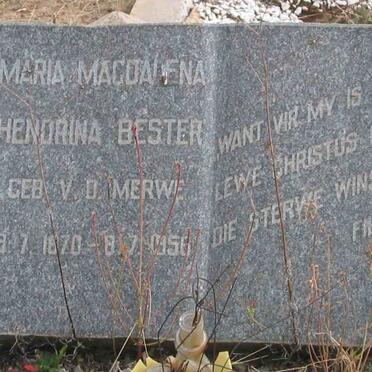 MARIA MAGDALENA
HENDRINA BESTER
GEB. V. D. MERWE
7. 1870 - 8. 7. 1956
WANT VIR MY IS
LEWE CHRISTUS
DIE STERWE WINS